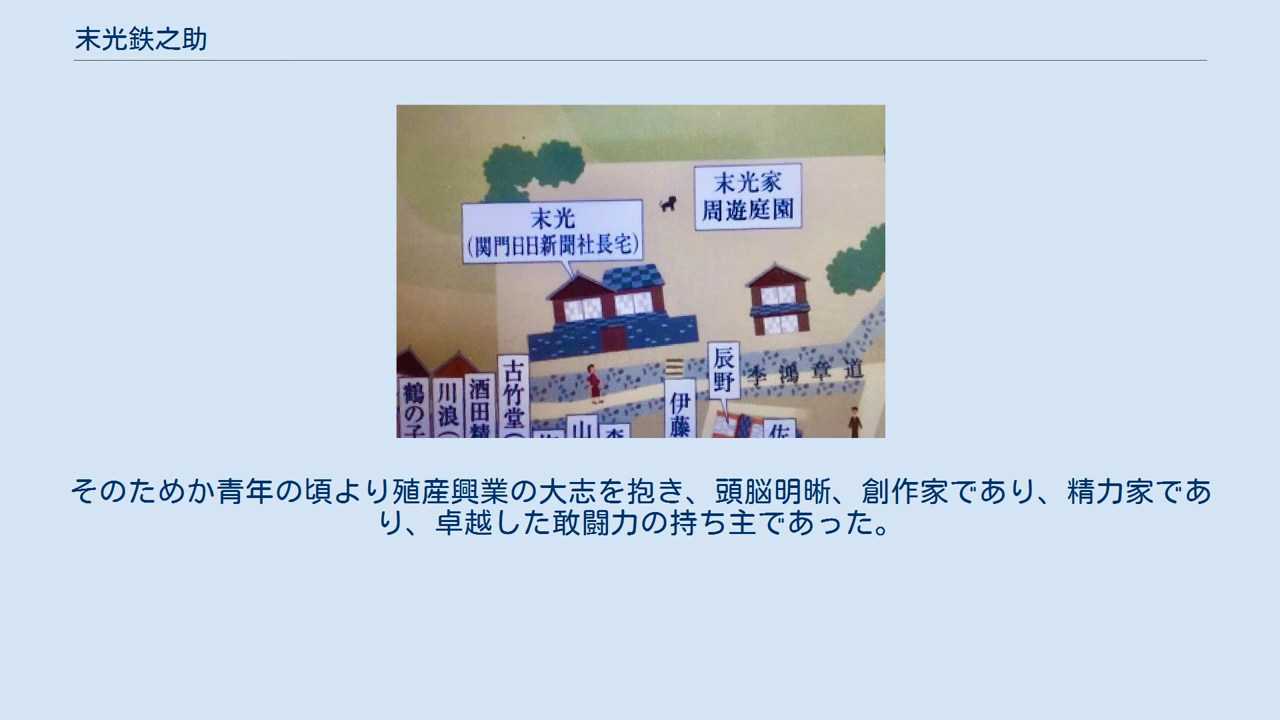 末光鉄之助
末光家
周遊庭園
末光
(関門日日新聞社長宅)
辰野
李鴻章道
古竹堂(
酒田精
川浪(
鶴の子
伊藤
山
佐
そのためか青年の頃より殖産興業の大志を抱き、頭脳明晰、創作家であり、精力家であ
り、卓越した敢闘力の持ち主であった。